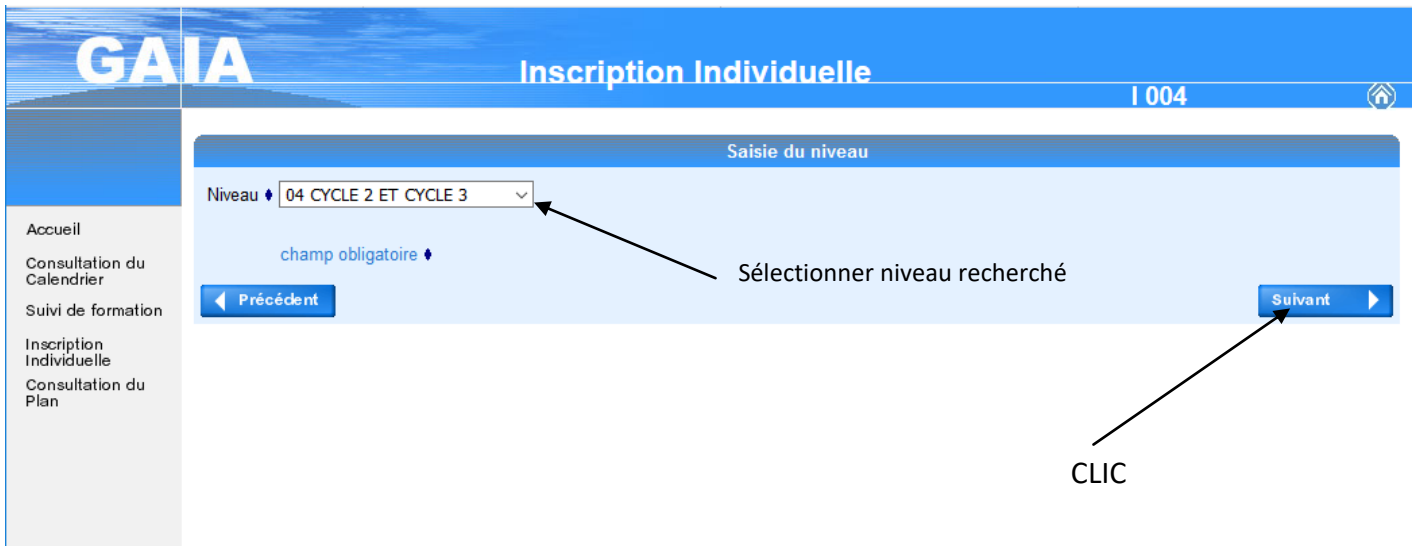 GAIA
Inscription Individuelle
I 004
Saisie du niveau
Niveau 04 CYCLE 2 ET CYCLE 3
champ obligatoire
Sélectionner niveau recherché
Précédent
Suivant
CLIC
Accueil
Consultation du
Calendrier
Suivi de formation
Inscription
Individuelle
Consultation du
Plan